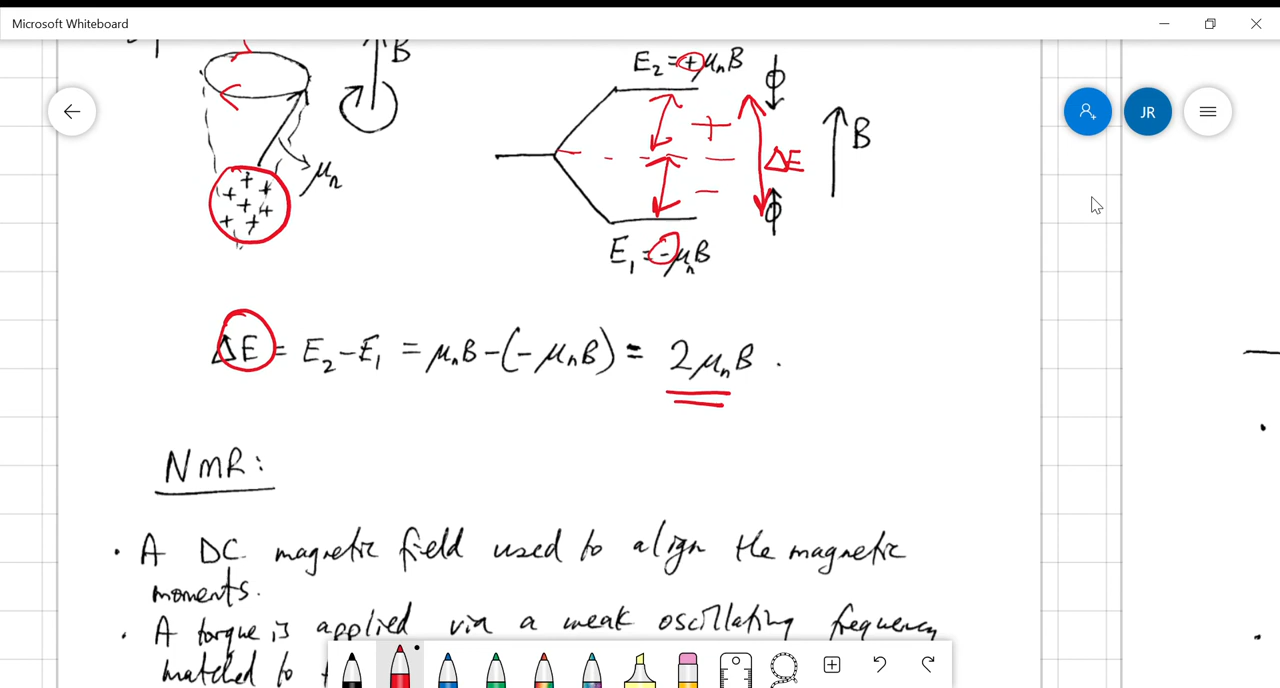 Microsoft Whiteboard
B
E₂ = +μₙB
μₙ
+
ΔE
B
-
E₁ = -μₙB
JR
ΔE = E₂ - E₁ = μₙB - (-μₙB) = 2μₙB.
NMR:
· A DC magnetic field used to align the magnetic
moments.
· A torque is applied via a weak oscillating frequency
matched to